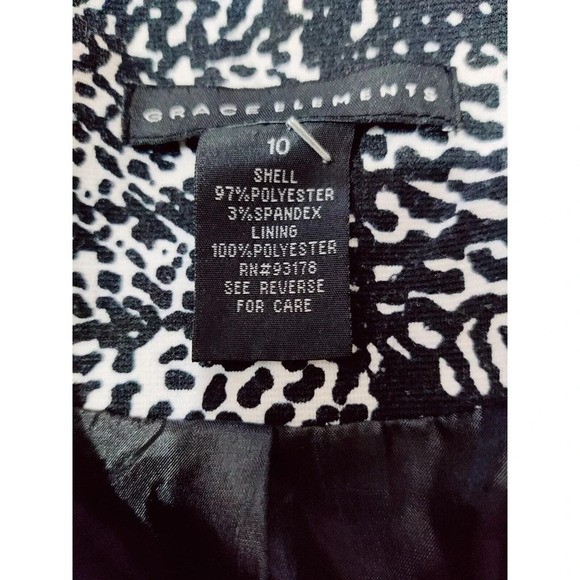 GRACE ELEMENTS
10
SHELL
97%POLYESTER
3%SPANDEX
LINING
100%POLYESTER
RN#93178
SEE REVERSE
FOR CARE